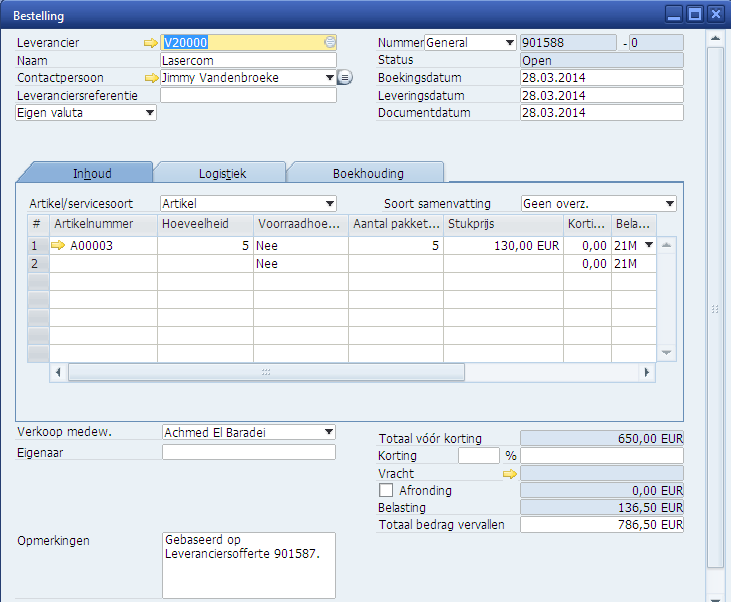 Bestelling
Leverancier V20000 Nummer General 901588 - 0
Naam Lasercom Status Open
Contactpersoon Jimmy Vandenbroeke Boekingsdatum 28.03.2014
Leveranciersreferentie Leveringsdatum 28.03.2014
Eigen valuta Documentdatum 28.03.2014
Inhoud Logistiek Boekhouding
Artikel/servicesoort Artikel Soort samenvatting Geen overz.
# Artikelnummer Hoeveelheid Voorraadhoe... Aantal pakket... Stukprijs Korti... Bela...
1 A00003 5 Nee 5 130,00 EUR 0,00 21M
2 Nee 0,00 21M
Verkoop medew. Achmed El Baradei Totaal vóór korting 650,00 EUR
Eigenaar Korting %
Vracht
Afronding 0,00 EUR
Belasting 136,50 EUR
Totaal bedrag vervallen 786,50 EUR
Opmerkingen Gebaseerd op
Leveranciersofferte 901587.